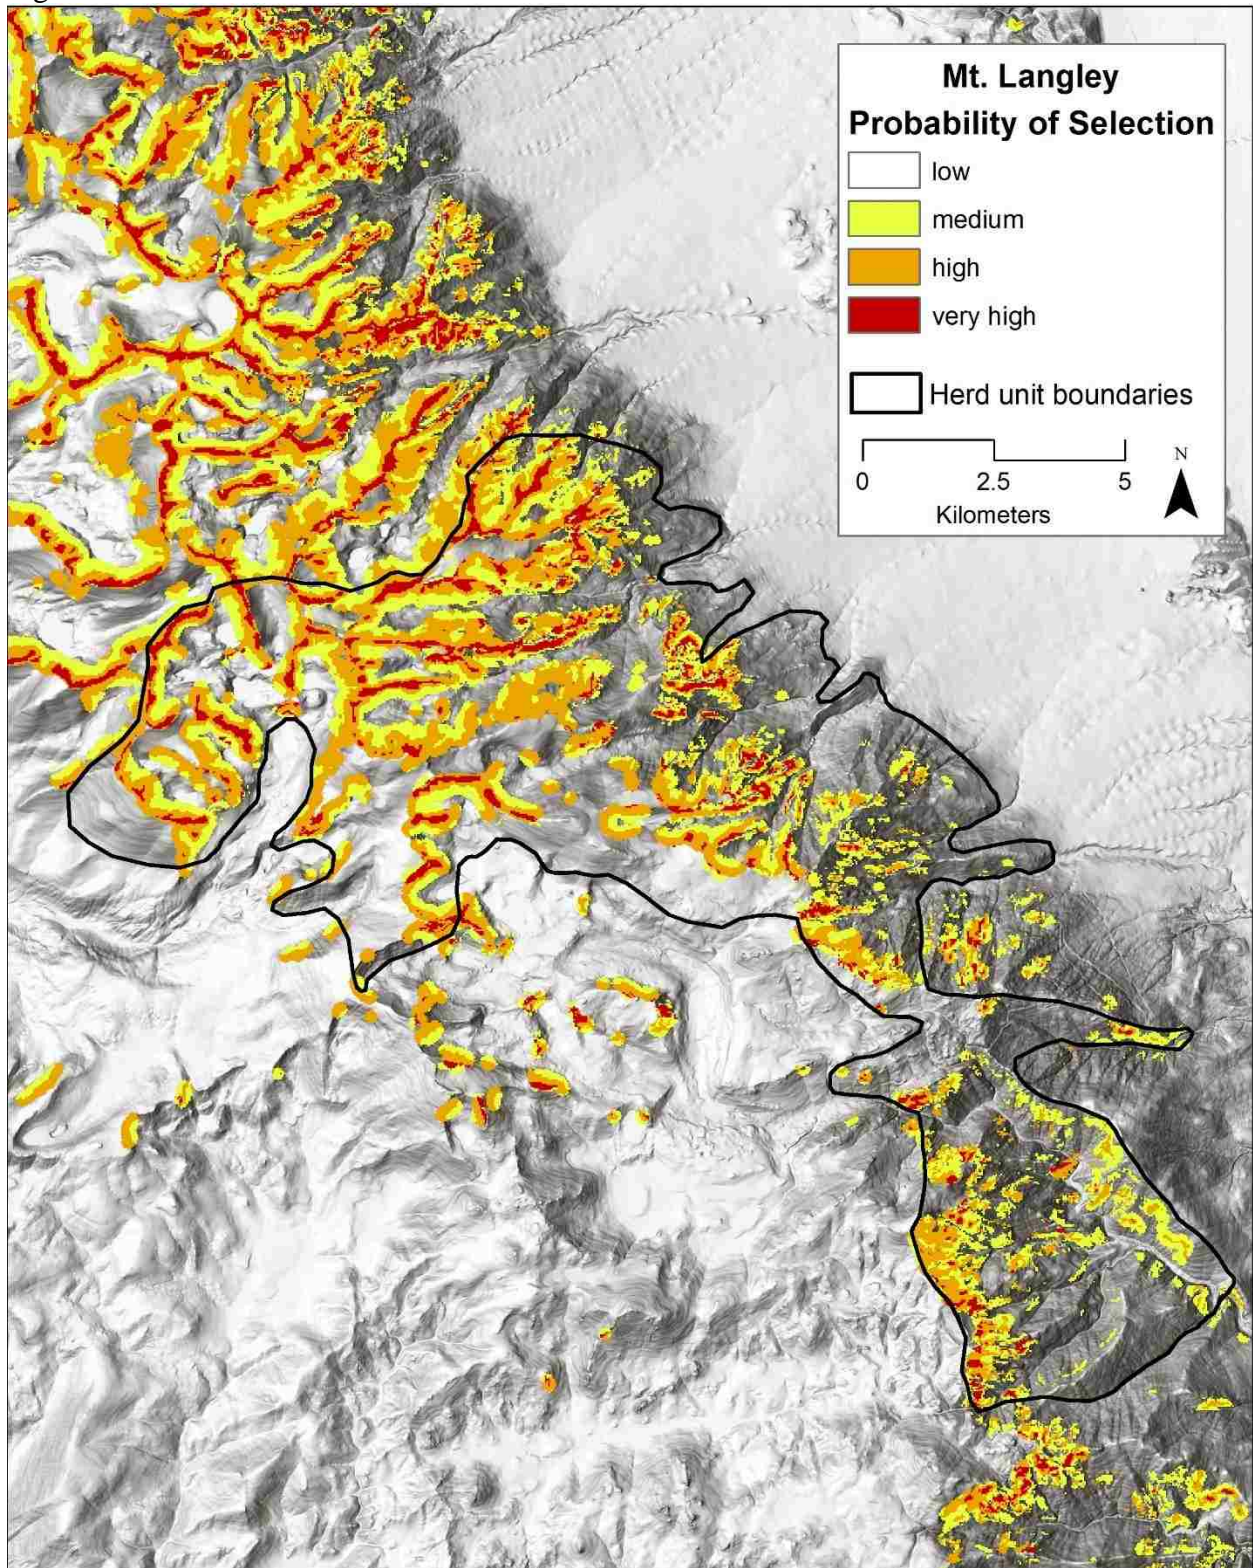 Mt. Langley
Probability of Selection
low
medium
high
very high
Herd unit boundaries
0 2.5 5
Kilometers
N